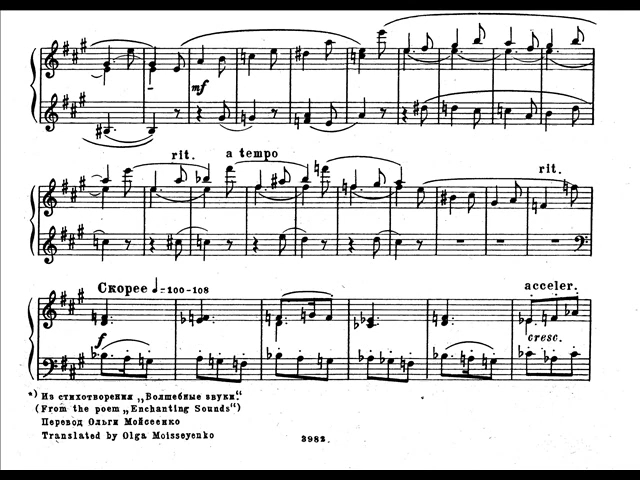 mf
rit.
a tempo
rit.
Скорее 𝅗𝅥.=100-108
acceler.
f
cresc.
*) Из стихотворения „Волшебные звуки“
(From the poem „Enchanting Sounds“)
Перевод Ольги Мойсеенко
Translated by Olga Moisseyenko
3982.